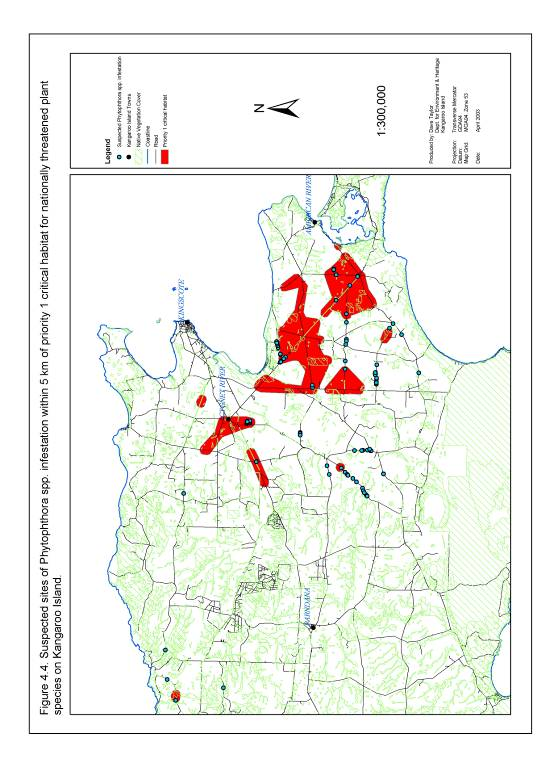 Figure 4.4. Suspected sites of Phytophthora spp. infestation within 5 km of priority 1 critical habitat for nationally threatened plant
species on Kangaroo Island.
KINGSCOTE
AMERICAN RIVER
CYGNET RIVER
PARNDANA
Legend
Suspected Phytophthora spp. infestation
Kangaroo Island Towns
Native Vegetation Cover
Coastline
Road
Priority 1 critical habitat
N
1:300,000
Produced by: Dave Taylor
Dept. for Environment & Heritage
Kangaroo Island
Projection: Transverse Mercator
Datum: GDA94
Map Grid: MGA94 Zone 53
Date: April 2003